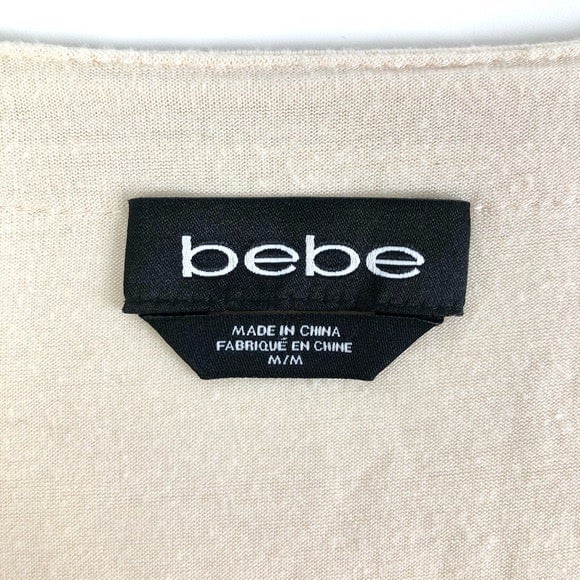 bebe
MADE IN CHINA
FABRIQUÉ EN CHINE
M/M